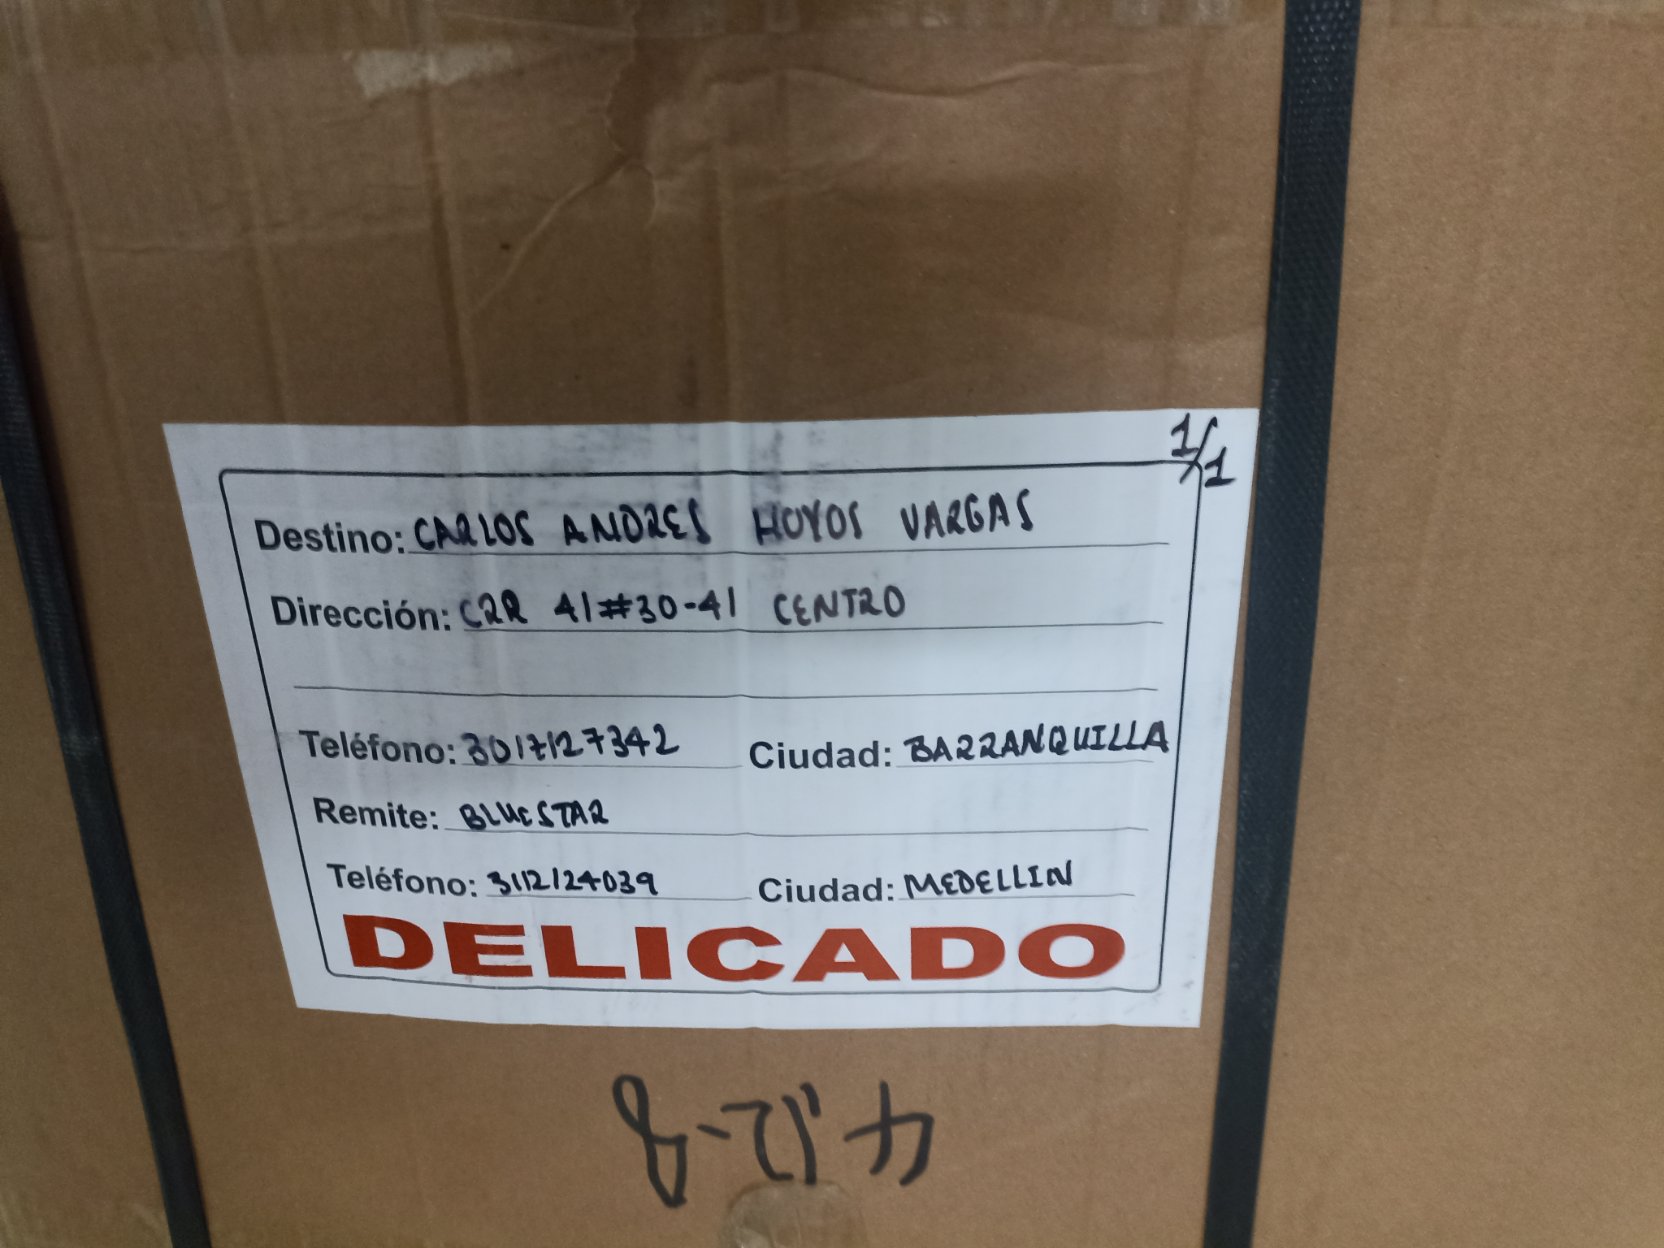 1/1
Destino: CARLOS ANDRES HOYOS VARGAS
Dirección: CRR 41#30-41 CENTRO
Teléfono: 3017127342 Ciudad: BARRANQUILLA
Remite: BLUESTAR
Teléfono: 3112124039 Ciudad: MEDELLIN
DELICADO